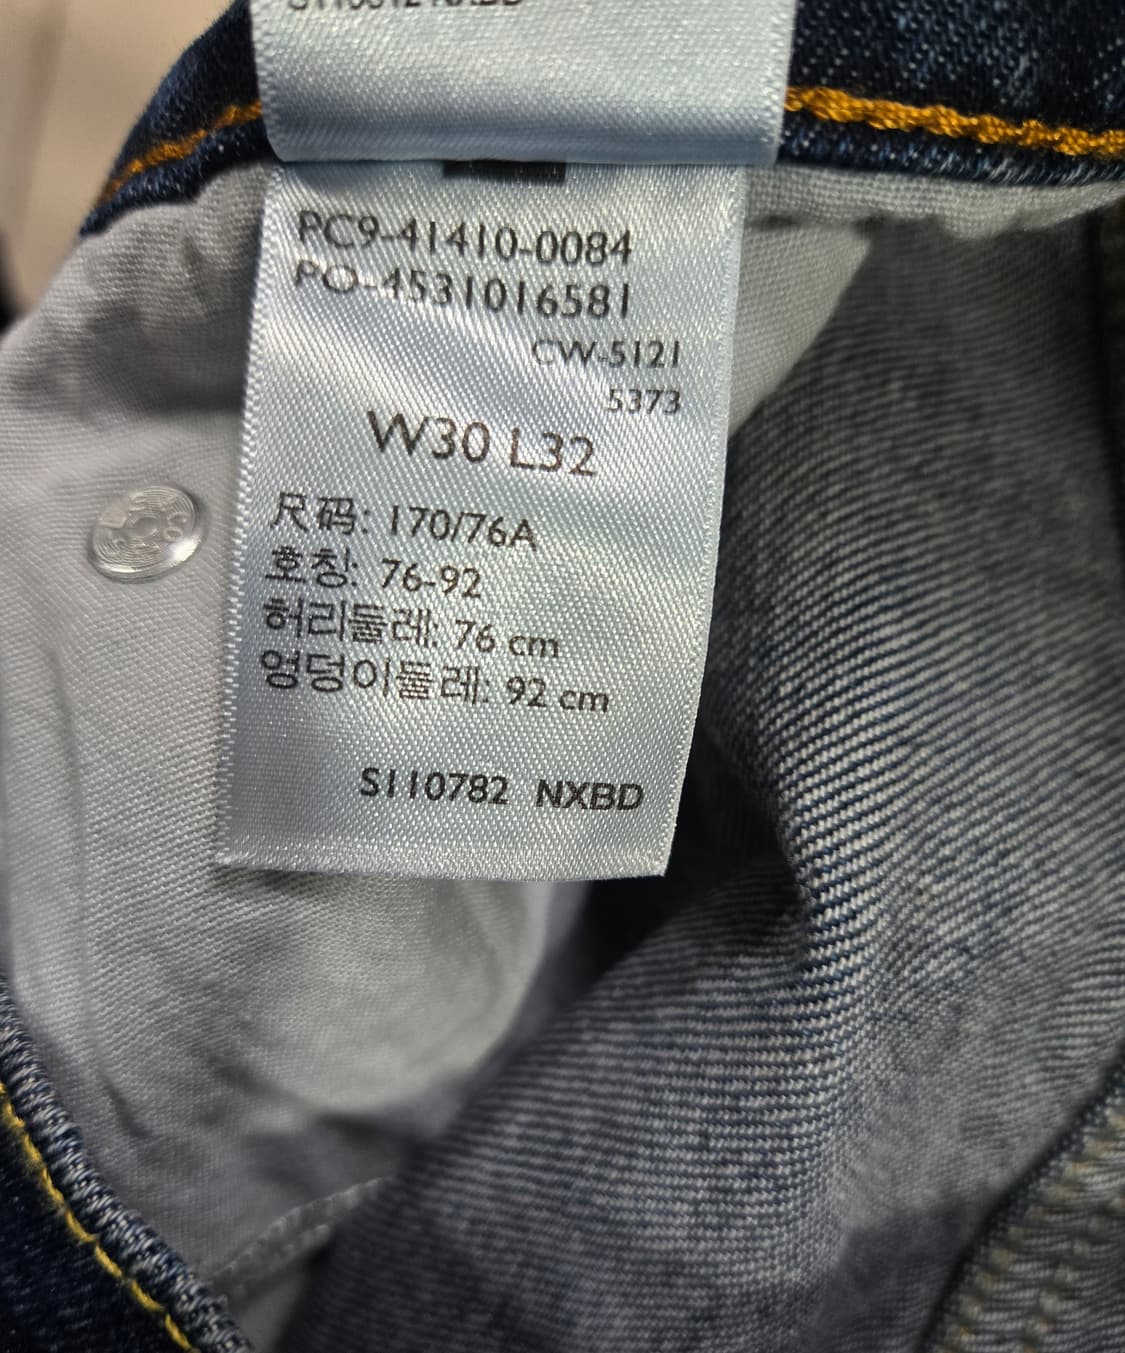 PC9-41410-0084
PO-4531016581
CW-5121
5373
W30 L32
尺码: 170/76A
호칭: 76-92
허리둘레: 76 cm
엉덩이둘레: 92 cm
S110782 NXBD